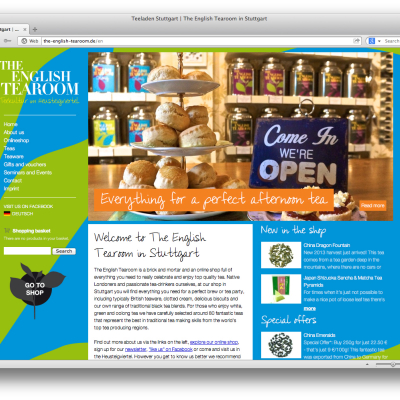 Teeladen Stuttgart | The English Tearoom in Stuttgart
Web
the-english-tearoom.de/en
Search
THE
ENGLISH
TEAROOM
Home
About us
Onlineshop
Teas
Teaware
Gifts and vouchers
Seminars and Events
Contact
Imprint
VISIT US ON FACEBOOK
DEUTSCH
Shopping basket
There are no products in your basket
Search
GO TO
SHOP
Come In
WE'RE
OPEN
Everything for a perfect afternoon tea
Read more
Welcome to The English
Tearoom in Stuttgart
The English Tearoom is a brick and mortar and an online shop full of
everything you need to really celebrate and enjoy top quality tea. Native
Londoners and passionate tea-drinkers ourselves, at our shop in
Stuttgart you will find everything you need for a perfect brew or tea party,
including typically British teaware, clotted cream, delicious biscuits and
our own range of traditional black tea blends. For those who enjoy white,
green and oolong tea we have carefully selected around 60 fantastic teas
that represent the best in traditional tea making skills from the world's
top tea producing regions.
Find out more about us via the links on the left, explore our online shop,
sign up for our newsletter, "like us" on Facebook or come and visit us in
the Heusteigviertel. However you get to know us better we recommend
New in the shop
China Dragon Fountain
New 2013 harvest just arrived! This tea
comes from a tea garden deep in the
mountains, where there are no cars or
Japan Shizuoka Sencha & Matcha Tea
Pyramids
For times when it's just not possible to
make a nice pot of loose leaf tea there's
more
Special offers
China Emeralds
Special Offer: Buy 250g for just 22.50 €
- that's just 9 €/100g! This fantastic tea
was exported from China to Germany for